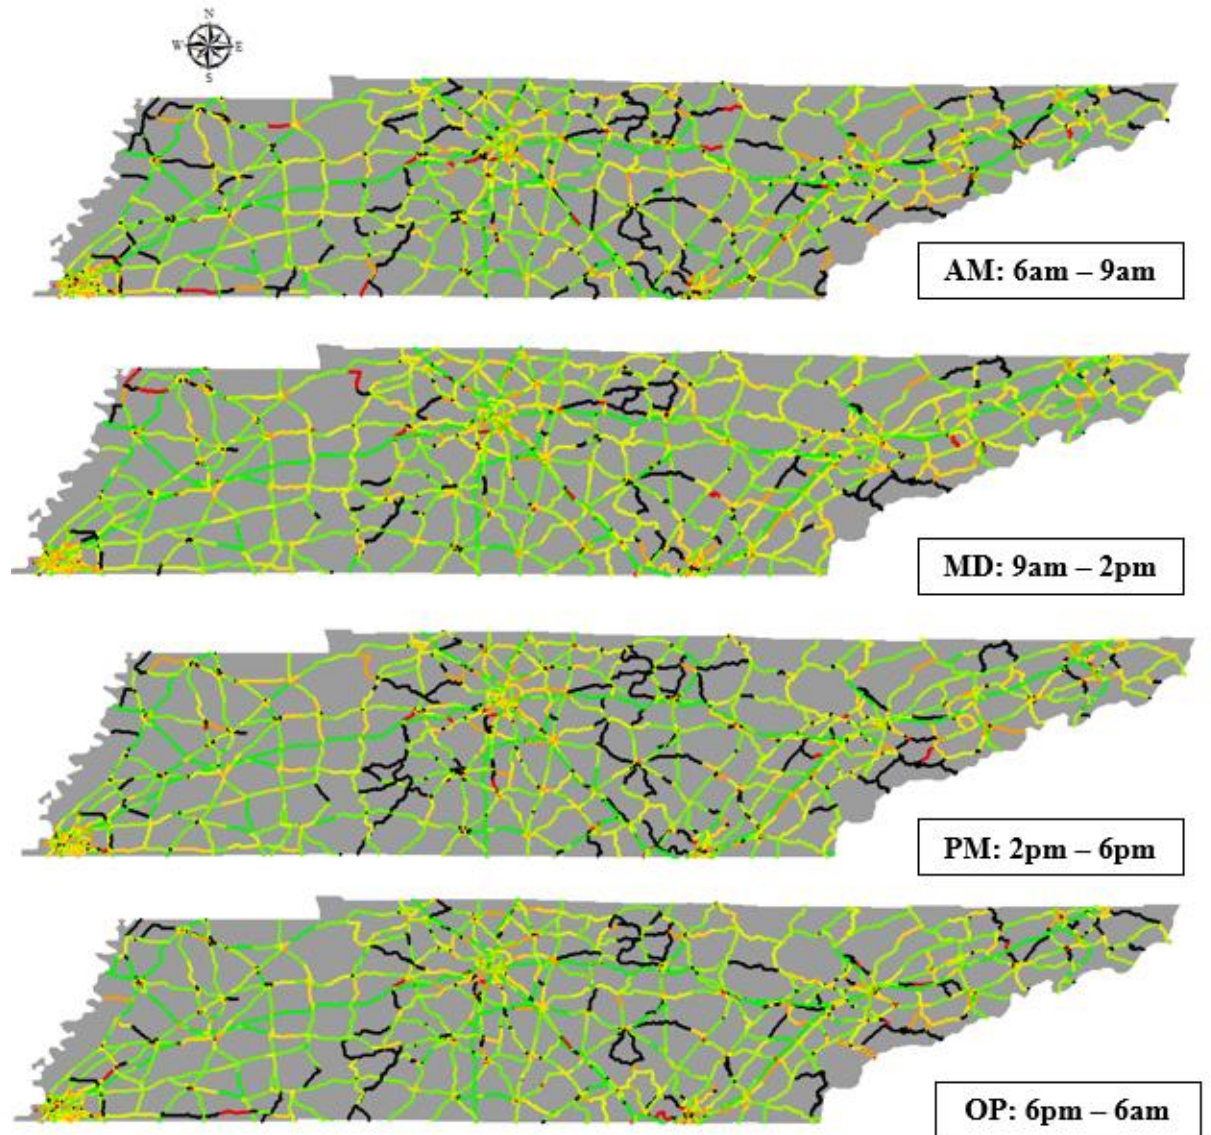 N
W E
S
AM: 6am – 9am
MD: 9am – 2pm
PM: 2pm – 6pm
OP: 6pm – 6am